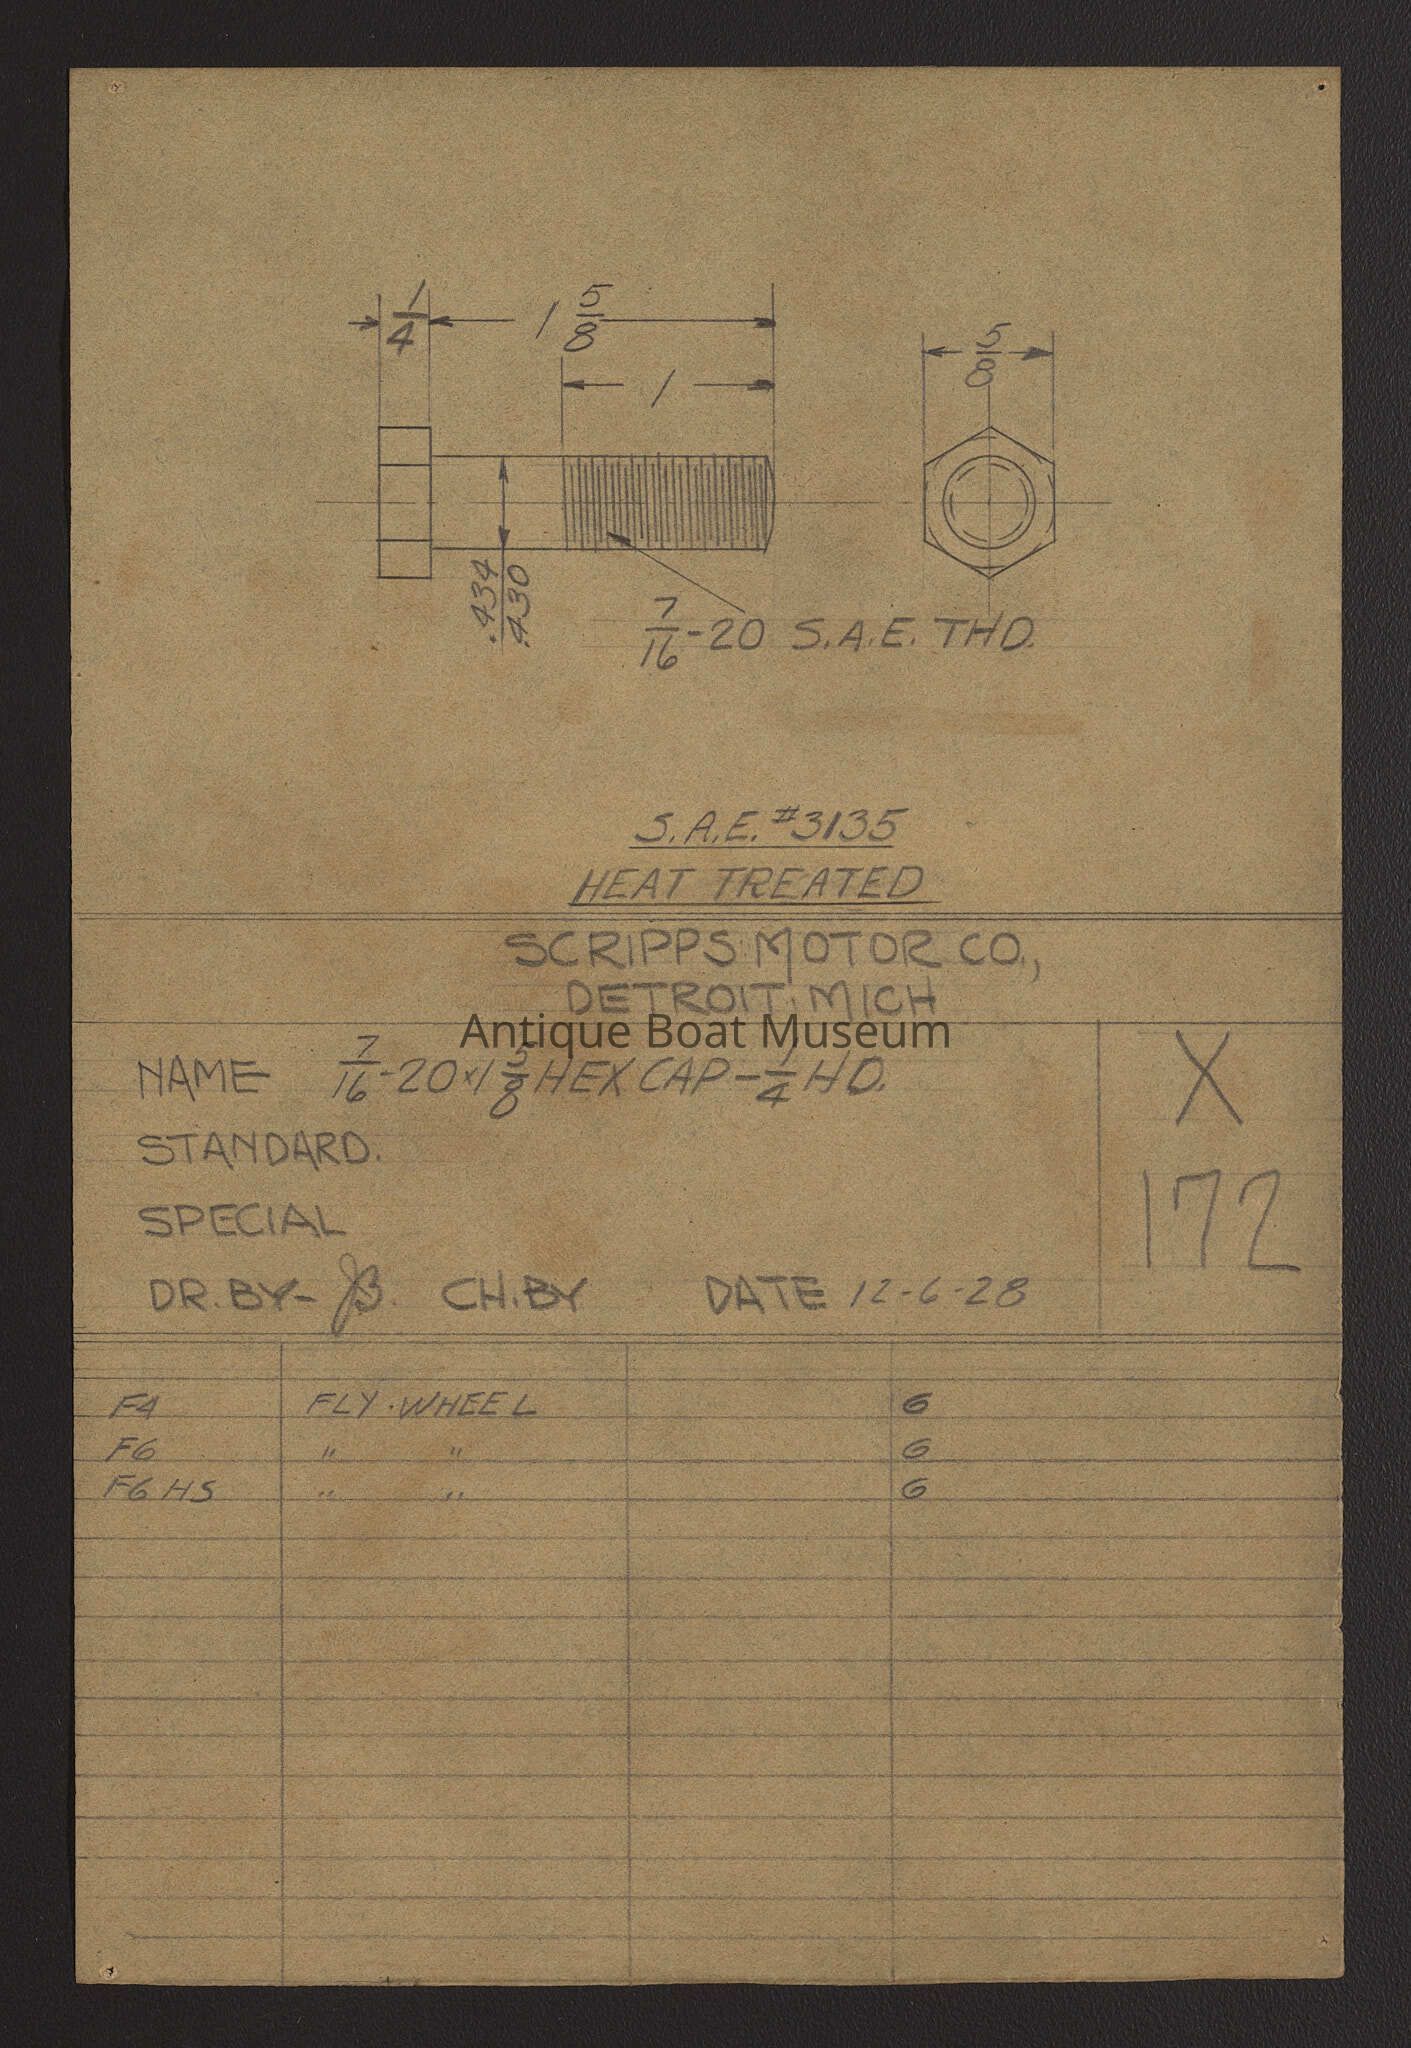 1/4 1 5/8 5/8
1
.434
.430
7/16-20 S.A.E. THD.
S.A.E. #3135
HEAT TREATED
SCRIPPS MOTOR CO.,
DETROIT. MICH
Antique Boat Museum
NAME 7/16-20x1 5/8 HEX CAP-1/4 HD.
X
STANDARD.
172
SPECIAL
DR. BY- JB. CH. BY DATE 12-6-28
F4 FLY-WHEEL 6
F6 " " 6
F6 HS " " 6